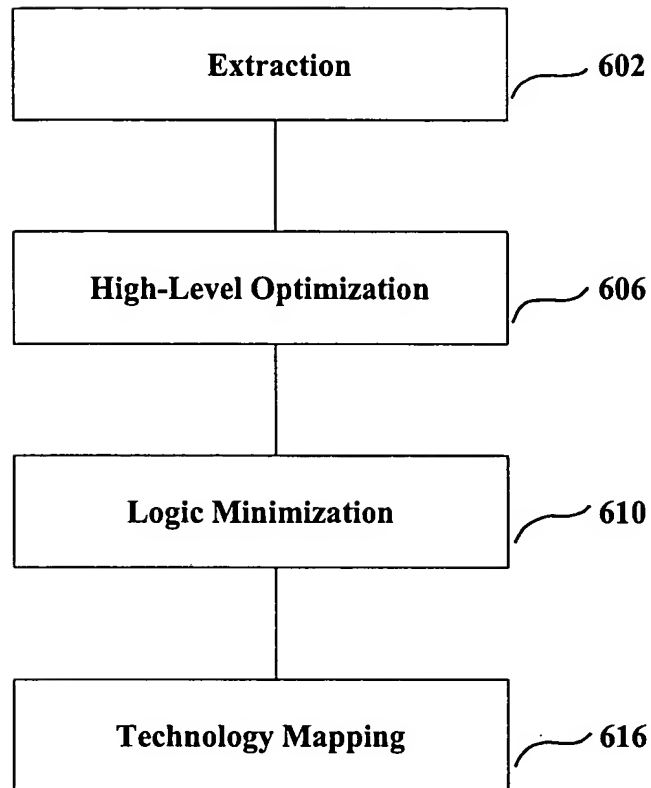 Extraction 602
High-Level Optimization 606
Logic Minimization 610
Technology Mapping 616